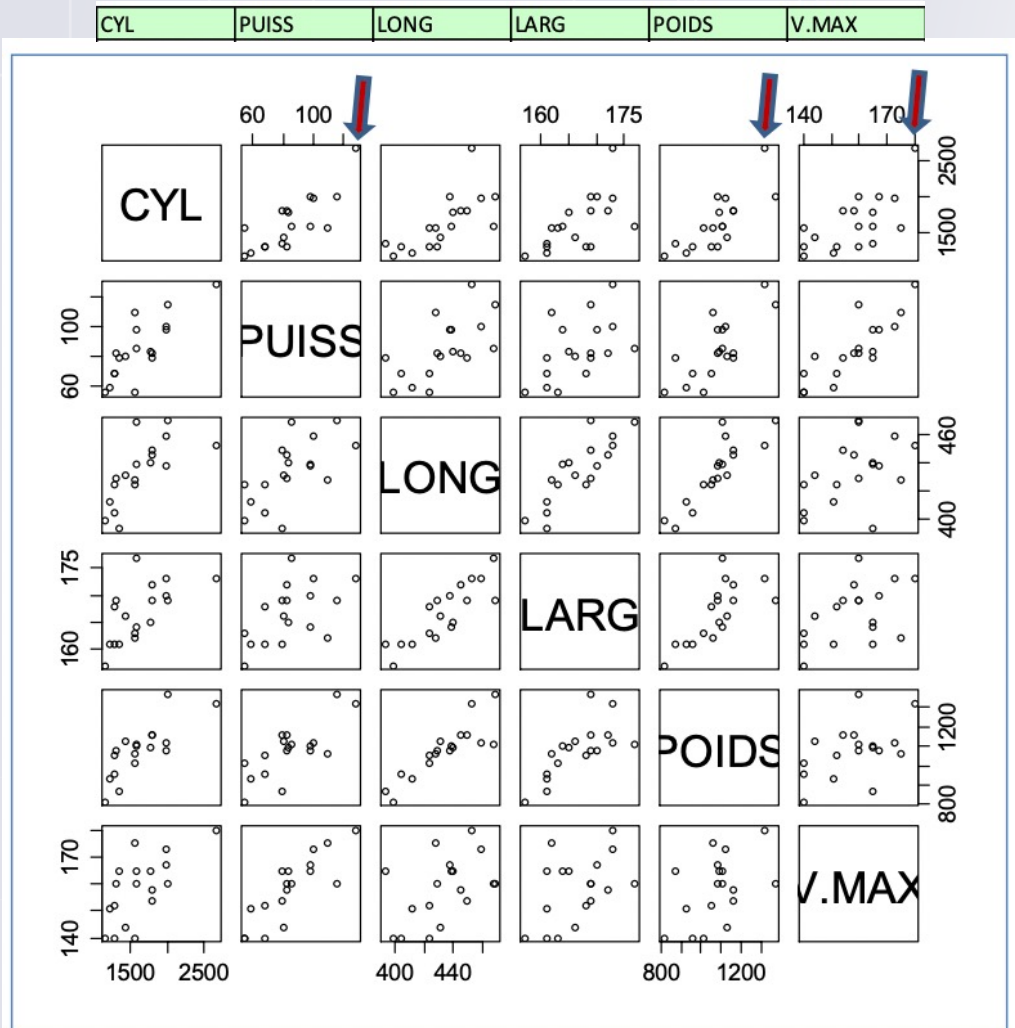 CYL PUISS LONG LARG POIDS V.MAX
60 100 160 175 140 170
CYL 1500 2500
60 100 PUISS
LONG 400 460
160 175 LARG
POIDS 800 1200
140 170 V.MAX
1500 2500 400 440 800 1200